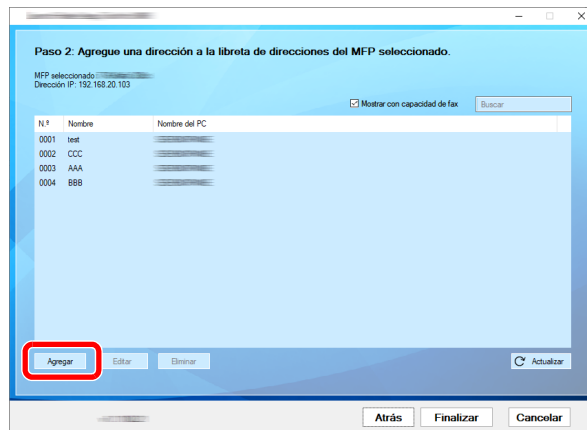 Paso 2: Agregue una dirección a la libreta de direcciones del MFP seleccionado.
MFP seleccionado
Dirección IP: 192.168.20.103
Mostrar con capacidad de fax Buscar
N.º Nombre Nombre del PC
0001 test
0002 CCC
0003 AAA
0004 BBB
Agregar Editar Eliminar Actualizar
Atrás Finalizar Cancelar